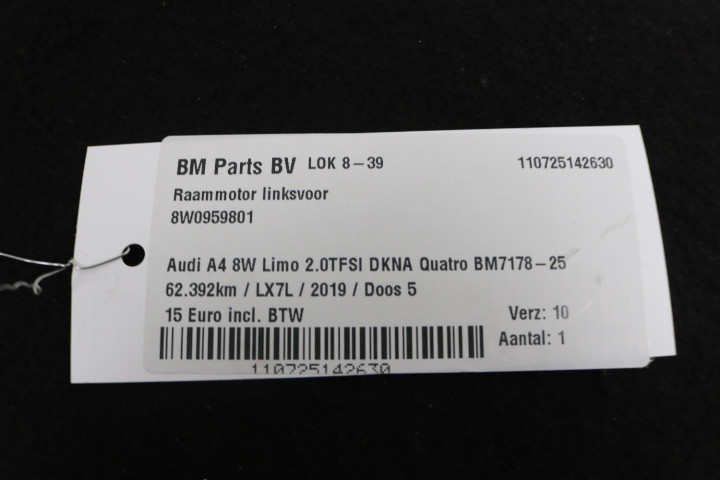 BM Parts BV LOK 8-39 110725142630
Raammotor linksvoor
8W0959801
Audi A4 8W Limo 2.0TFSI DKNA Quatro BM7178-25
62.392km / LX7L / 2019 / Doos 5
15 Euro incl. BTW Verz: 10
Aantal: 1
110725142630